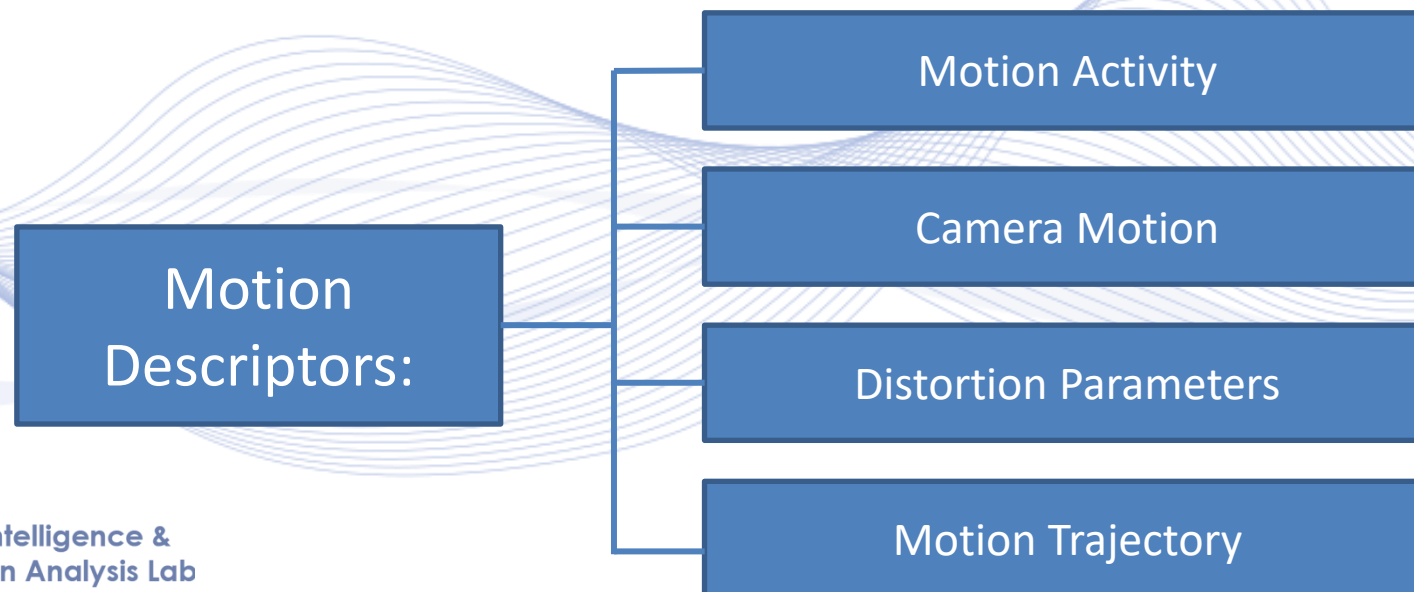 Motion Activity
Camera Motion
Motion
Descriptors:
Distortion Parameters
Motion Trajectory
ntelligence &
n Analysis Lab